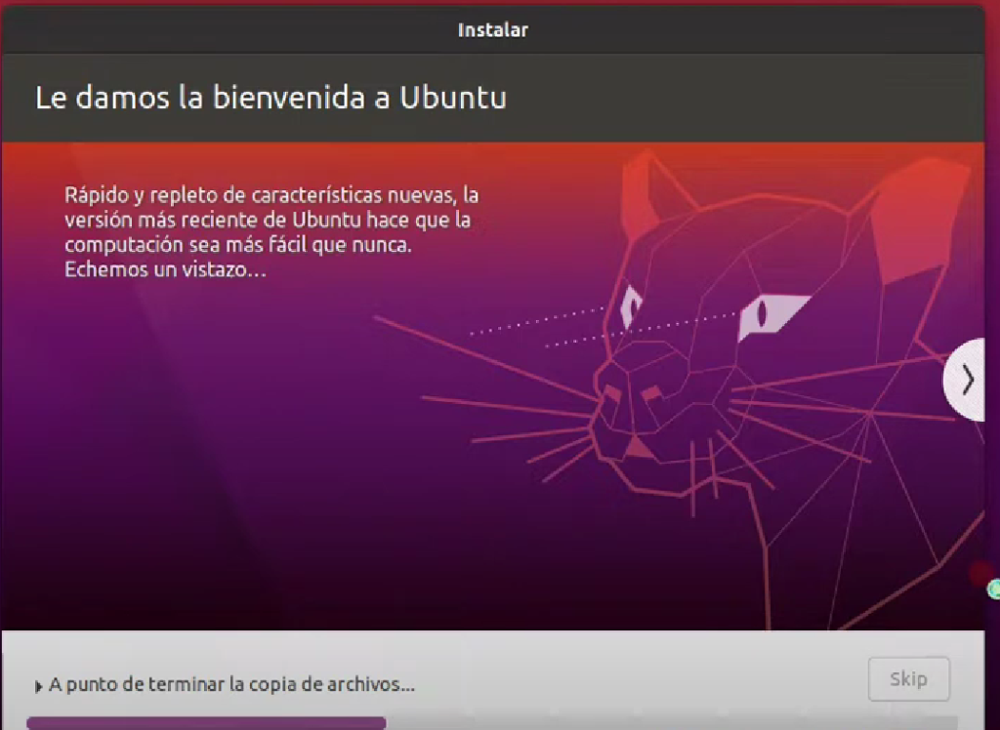 Instalar
Le damos la bienvenida a Ubuntu
Rápido y repleto de características nuevas, la
versión más reciente de Ubuntu hace que la
computación sea más fácil que nunca.
Echemos un vistazo...
A punto de terminar la copia de archivos...
Skip